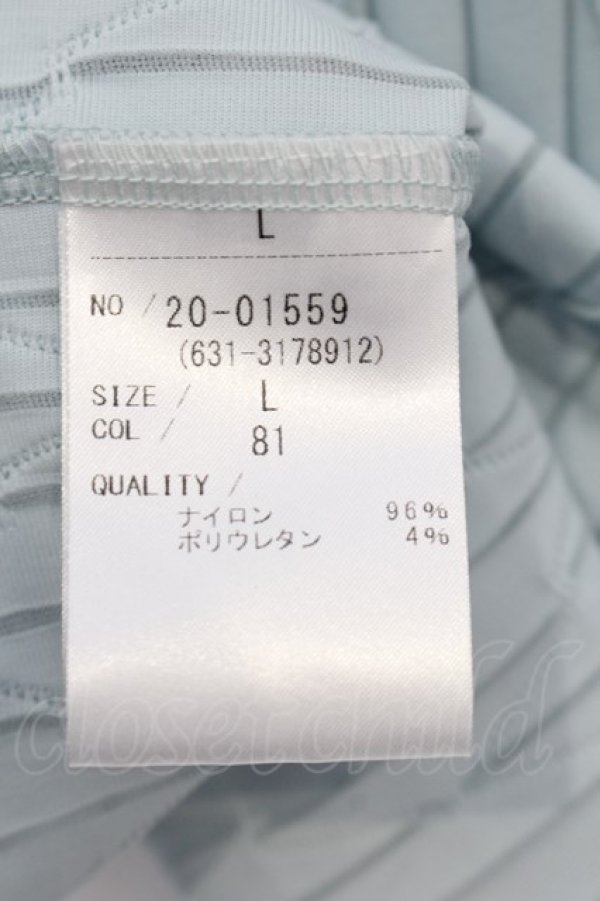 L
NO / 20-01559
(631-3178912)
SIZE / L
COL / 81
QUALITY /
ナイロン 96%
ポリウレタン 4%
closetchild